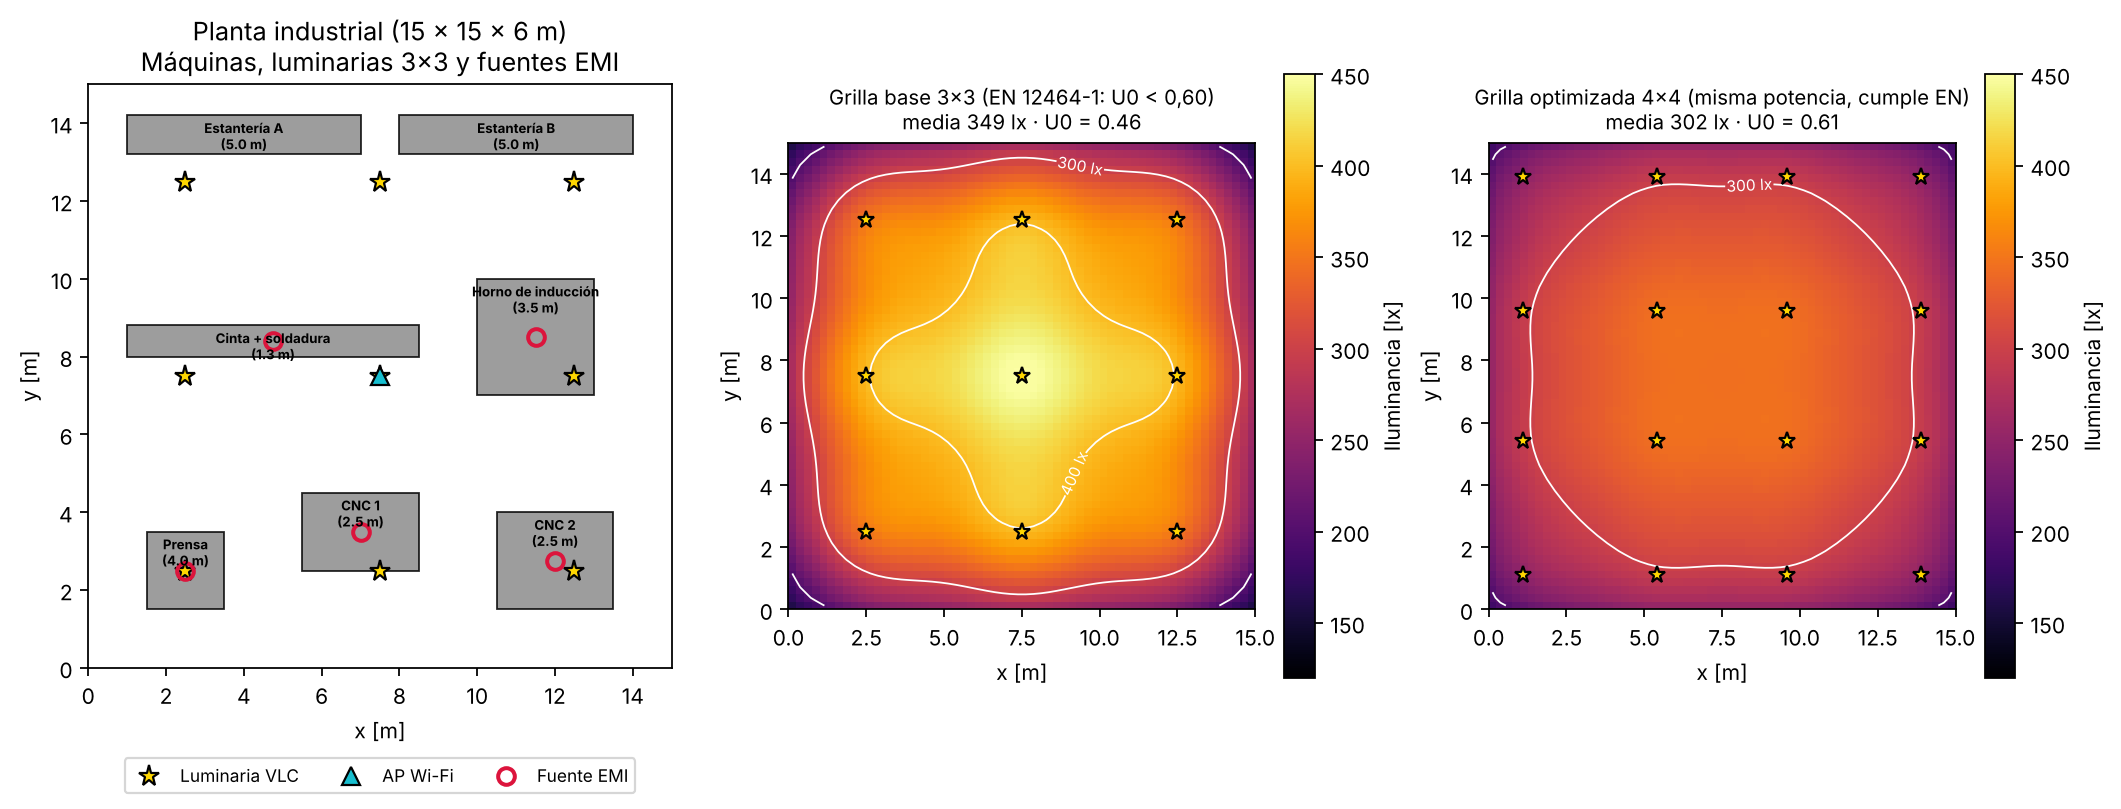 Planta industrial (15 × 15 × 6 m)
Máquinas, luminarias 3×3 y fuentes EMI
14
12
10
8
6
4
2
0
y [m]
Estantería A
(5.0 m)
Estantería B
(5.0 m)
Horno de inducción
(3.5 m)
Cinta + soldadura
(1.3 m)
CNC 1
(2.5 m)
CNC 2
(2.5 m)
Prensa
(4.0 m)
0 2 4 6 8 10 12 14
x [m]
Luminaria VLC AP Wi-Fi Fuente EMI
Grilla base 3×3 (EN 12464-1: U0 < 0,60)
media 349 lx · U0 = 0.46
14
12
10
8
6
4
2
0
y [m]
300 lx
400 lx
0.0 2.5 5.0 7.5 10.0 12.5 15.0
x [m]
450
400
350
300
250
200
150
Iluminancia [lx]
Grilla optimizada 4×4 (misma potencia, cumple EN)
media 302 lx · U0 = 0.61
14
12
10
8
6
4
2
0
y [m]
300 lx
0.0 2.5 5.0 7.5 10.0 12.5 15.0
x [m]
450
400
350
300
250
200
150
Iluminancia [lx]